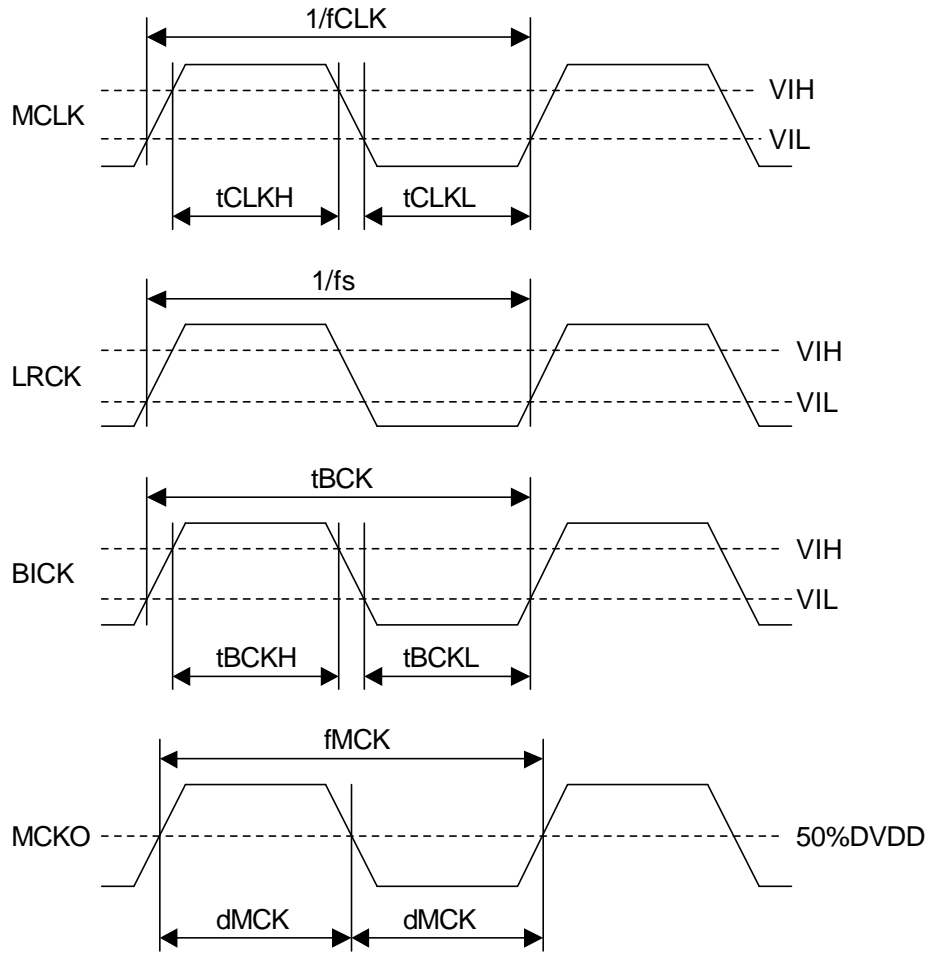 1/fCLK
MCLK
VIH
VIL
tCLKH
tCLKL
1/fs
LRCK
VIH
VIL
tBCK
BICK
VIH
VIL
tBCKH
tBCKL
fMCK
MCKO
50%DVDD
dMCK
dMCK